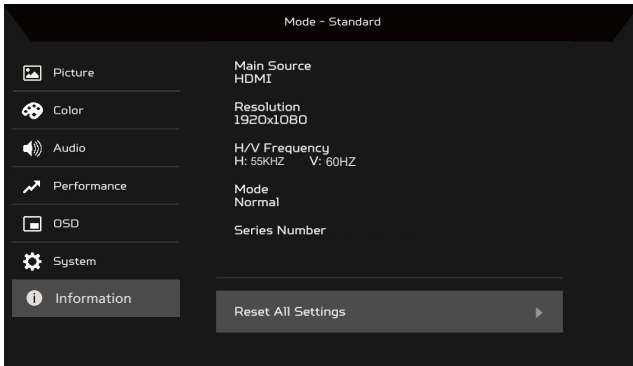 Mode - Standard
Picture
Color
Audio
Performance
OSD
System
Information
Main Source
HDMI
Resolution
1920x1080
H/V Frequency
H: 55KHZ V: 60HZ
Mode
Normal
Series Number
Reset All Settings